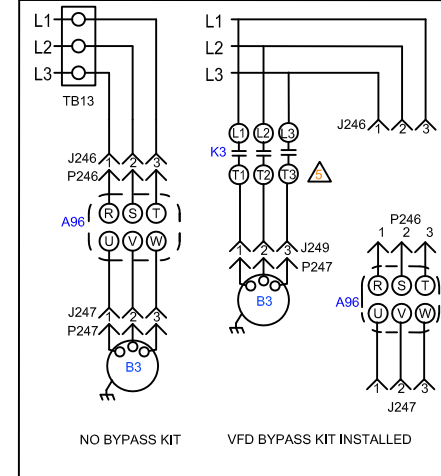 L1
L2
L3
TB13
J246 1 2 3
P246
A96
R S T
U V W
J247 1 2 3
P247
B3
NO BYPASS KIT
L1
L2
L3
J246 1 2 3
L1 L2 L3
K3
T1 T2 T3
5
1 2 3 J249
P247
B3
P246
1 2 3
A96
R S T
U V W
1 2 3
J247
VFD BYPASS KIT INSTALLED